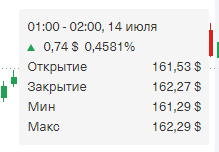 01:00 - 02:00, 14 июля
▲ 0,74 $ 0,4581%
Открытие 161,53 $
Закрытие 162,27 $
Мин 161,29 $
Макс 162,29 $